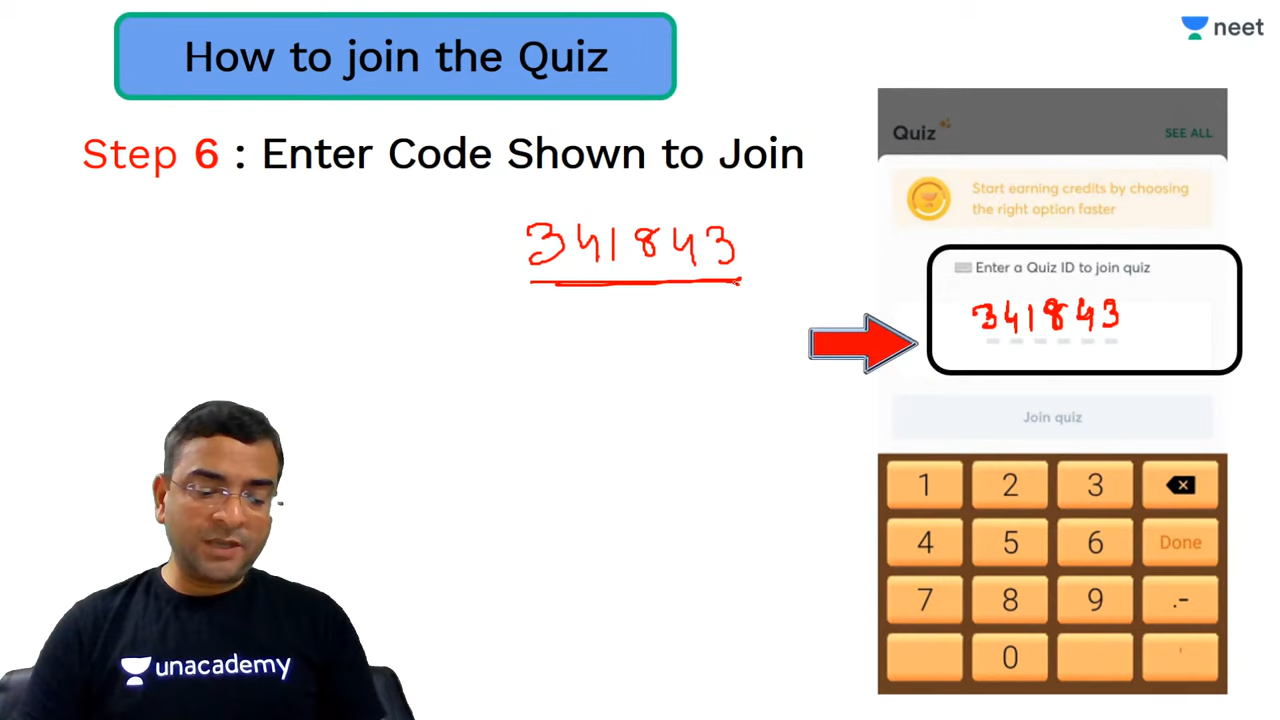 How to join the Quiz
neet
Step 6 : Enter Code Shown to Join
341843
Quiz
SEE ALL
Start earning credits by choosing
the right option faster
Enter a Quiz ID to join quiz
341843
Join quiz
1 2 3
4 5 6 Done
7 8 9 .-
0 ,
unacademy